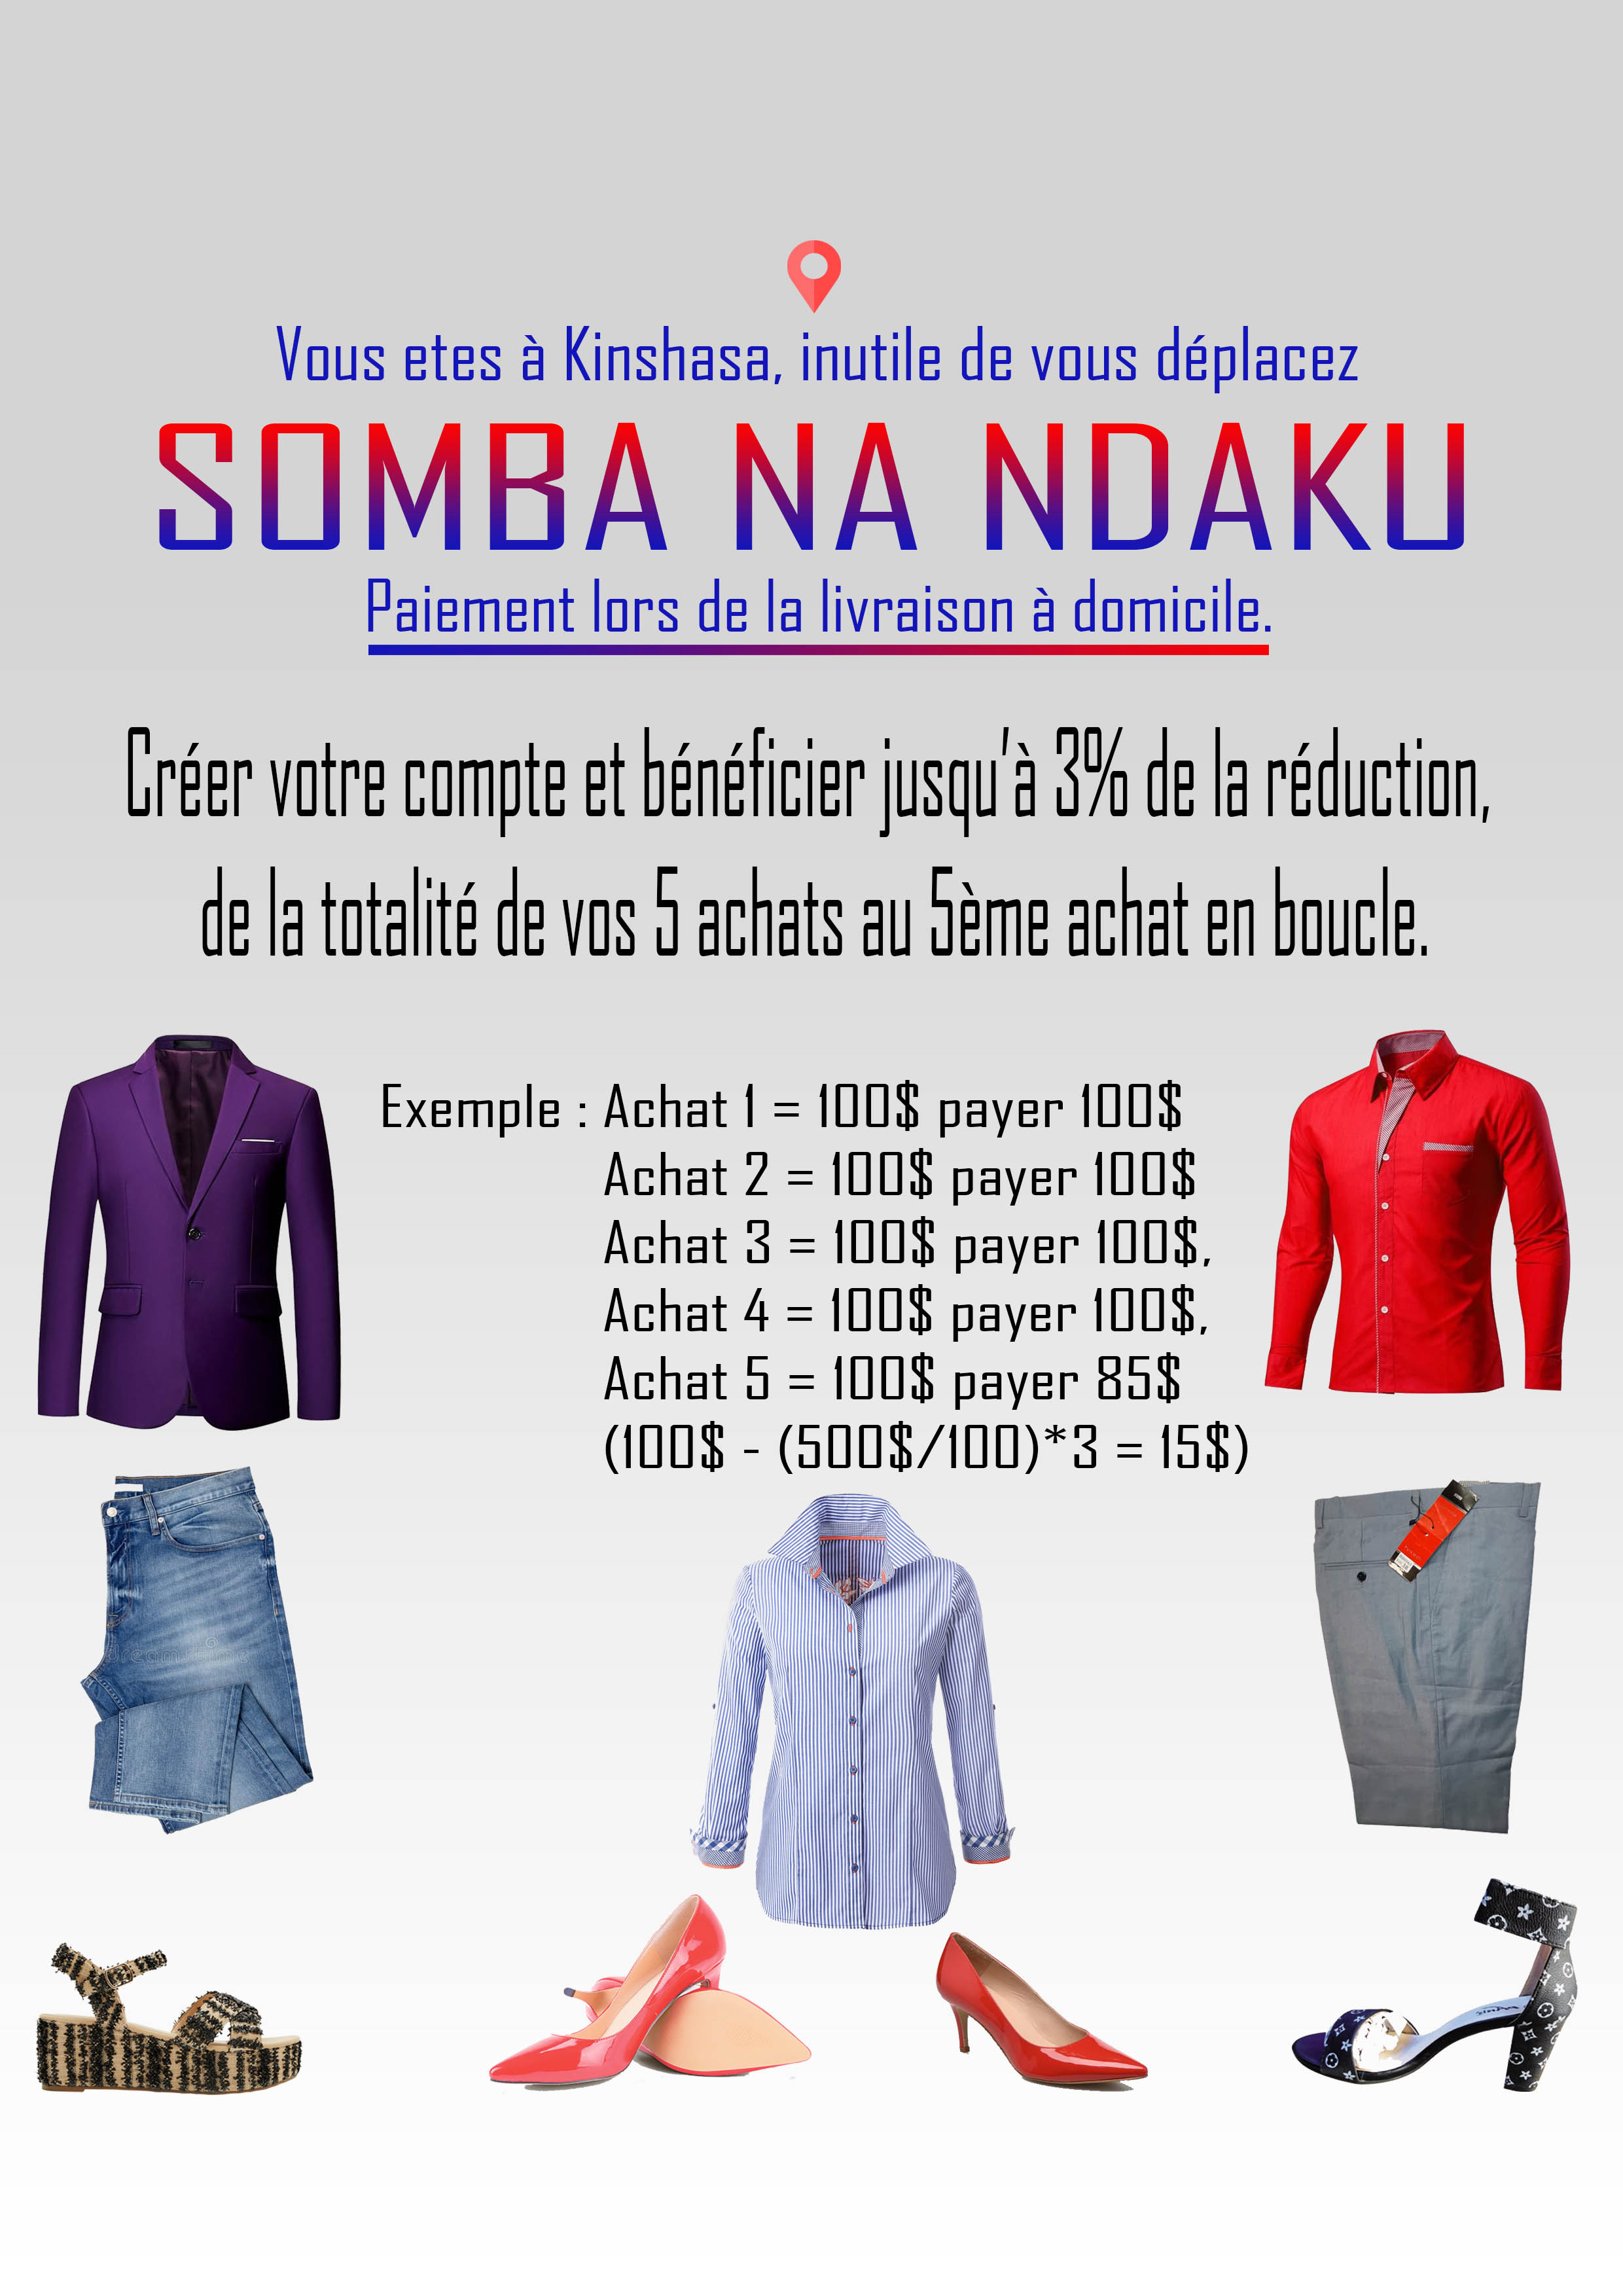 Vous etes à Kinshasa, inutile de vous déplacez
SOMBA NA NDAKU
Paiement lors de la livraison à domicile.
Créer votre compte et bénéficier jusqu'à 3% de la réduction,
de la totalité de vos 5 achats au 5ème achat en boucle.
Exemple : Achat 1 = 100$ payer 100$
Achat 2 = 100$ payer 100$
Achat 3 = 100$ payer 100$,
Achat 4 = 100$ payer 100$,
Achat 5 = 100$ payer 85$
(100$ - (500$/100)*3 = 15$)
dreamstime